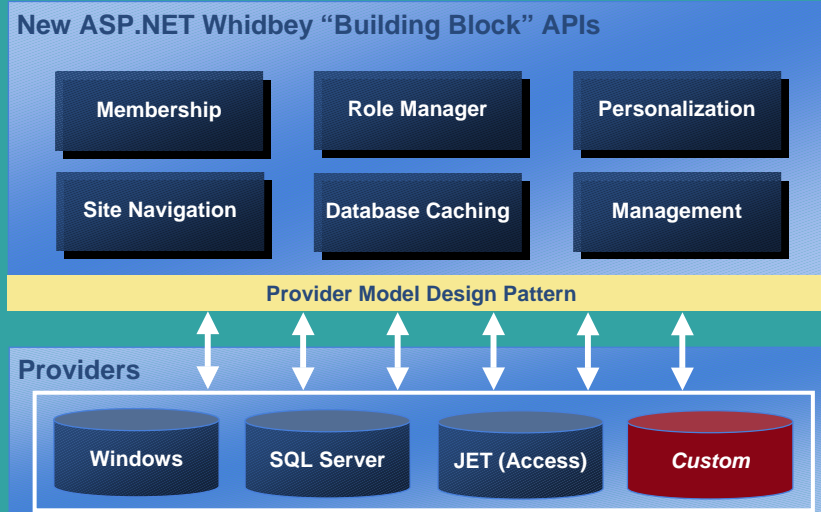 New ASP.NET Whidbey “Building Block” APIs
Membership
Role Manager
Personalization
Site Navigation
Database Caching
Management
Provider Model Design Pattern
Providers
Windows
SQL Server
JET (Access)
Custom